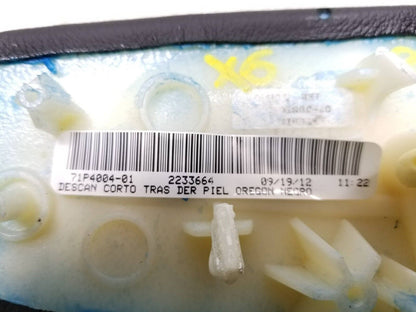 X6
71P4004-01 2233664 09/19/12 11:22
DESCAN CORTO TRAS DER PIEL OREGON NEGRO